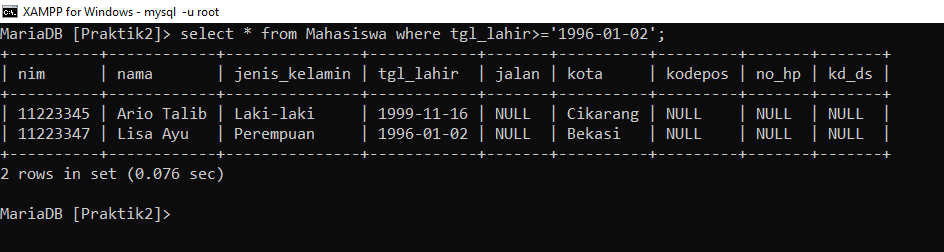 XAMPP for Windows - mysql  -u root
MariaDB [Praktik2]> select * from Mahasiswa where tgl_lahir>='1996-01-02';
+----------+------------+---------------+------------+-------+----------+---------+-------+-------+
| nim      | nama       | jenis_kelamin | tgl_lahir  | jalan | kota     | kodepos | no_hp | kd_ds |
+----------+------------+---------------+------------+-------+----------+---------+-------+-------+
| 11223345 | Ario Talib | Laki-laki     | 1999-11-16 | NULL  | Cikarang | NULL    | NULL  | NULL  |
| 11223347 | Lisa Ayu   | Perempuan     | 1996-01-02 | NULL  | Bekasi   | NULL    | NULL  | NULL  |
+----------+------------+---------------+------------+-------+----------+---------+-------+-------+
2 rows in set (0.076 sec)
MariaDB [Praktik2]>